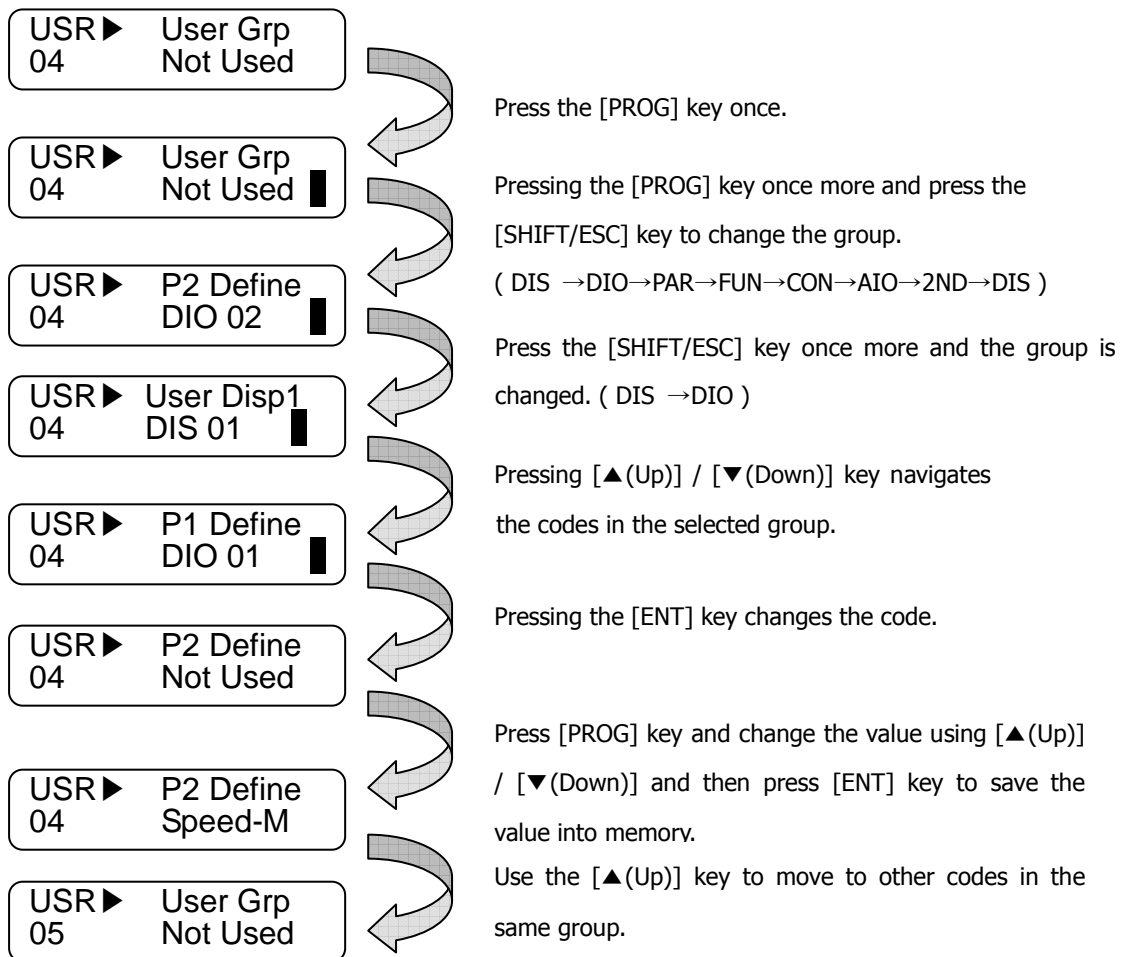 USR▶ User Grp
04 Not Used
Press the [PROG] key once.
USR▶ User Grp
04 Not Used
Pressing the [PROG] key once more and press the
[SHIFT/ESC] key to change the group.
( DIS →DIO→PAR→FUN→CON→AIO→2ND→DIS )
USR▶ P2 Define
04 DIO 02
Press the [SHIFT/ESC] key once more and the group is
changed. ( DIS →DIO )
USR▶ User Disp1
04 DIS 01
Pressing [▲(Up)] / [▼(Down)] key navigates
the codes in the selected group.
USR▶ P1 Define
04 DIO 01
Pressing the [ENT] key changes the code.
USR▶ P2 Define
04 Not Used
Press [PROG] key and change the value using [▲(Up)]
/ [▼(Down)] and then press [ENT] key to save the
value into memory.
USR▶ P2 Define
04 Speed-M
Use the [▲(Up)] key to move to other codes in the
same group.
USR▶ User Grp
05 Not Used